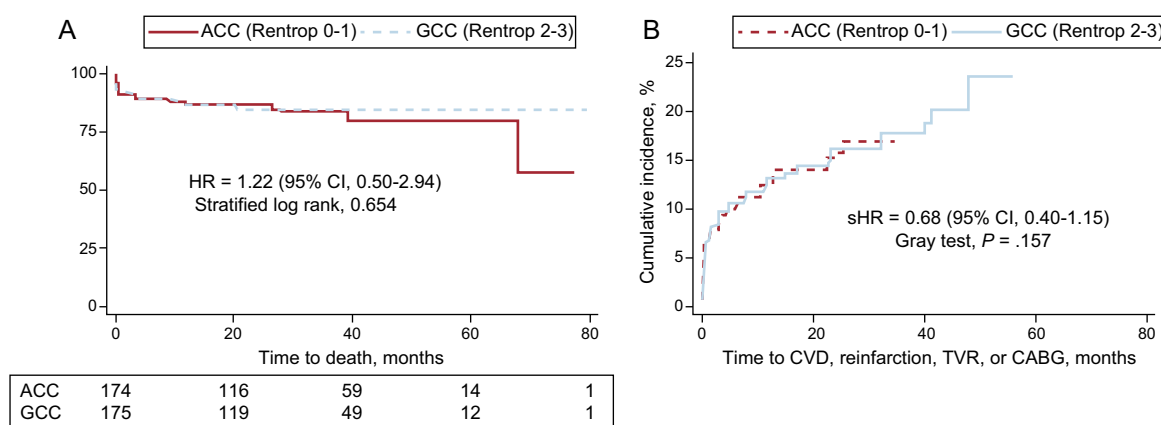 A
ACC (Rentrop 0-1) GCC (Rentrop 2-3)
100
75
50
25
75
0
HR = 1.22 (95% CI, 0.50-2.94)
Stratified log rank, 0.654
0 20 40 60 80
Time to death, months
ACC 174 116 59 14 1
GCC 175 119 49 12 1
B
ACC (Rentrop 0-1) GCC (Rentrop 2-3)
Cumulative incidence, %
25
20
15
10
5
0
sHR = 0.68 (95% CI, 0.40-1.15)
Gray test, P = .157
0 20 40 60 80
Time to CVD, reinfarction, TVR, or CABG, months